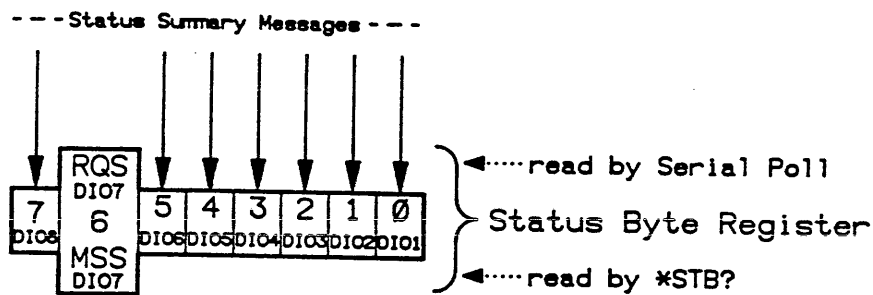 ----Status Summary Messages----
RQS
DIO7
read by Serial Poll
7 6 5 4 3 2 1 0
DIO8 DIO6 DIO5 DIO4 DIO3 DIO2 DIO1
Status Byte Register
MSS
DIO7
read by *STB?